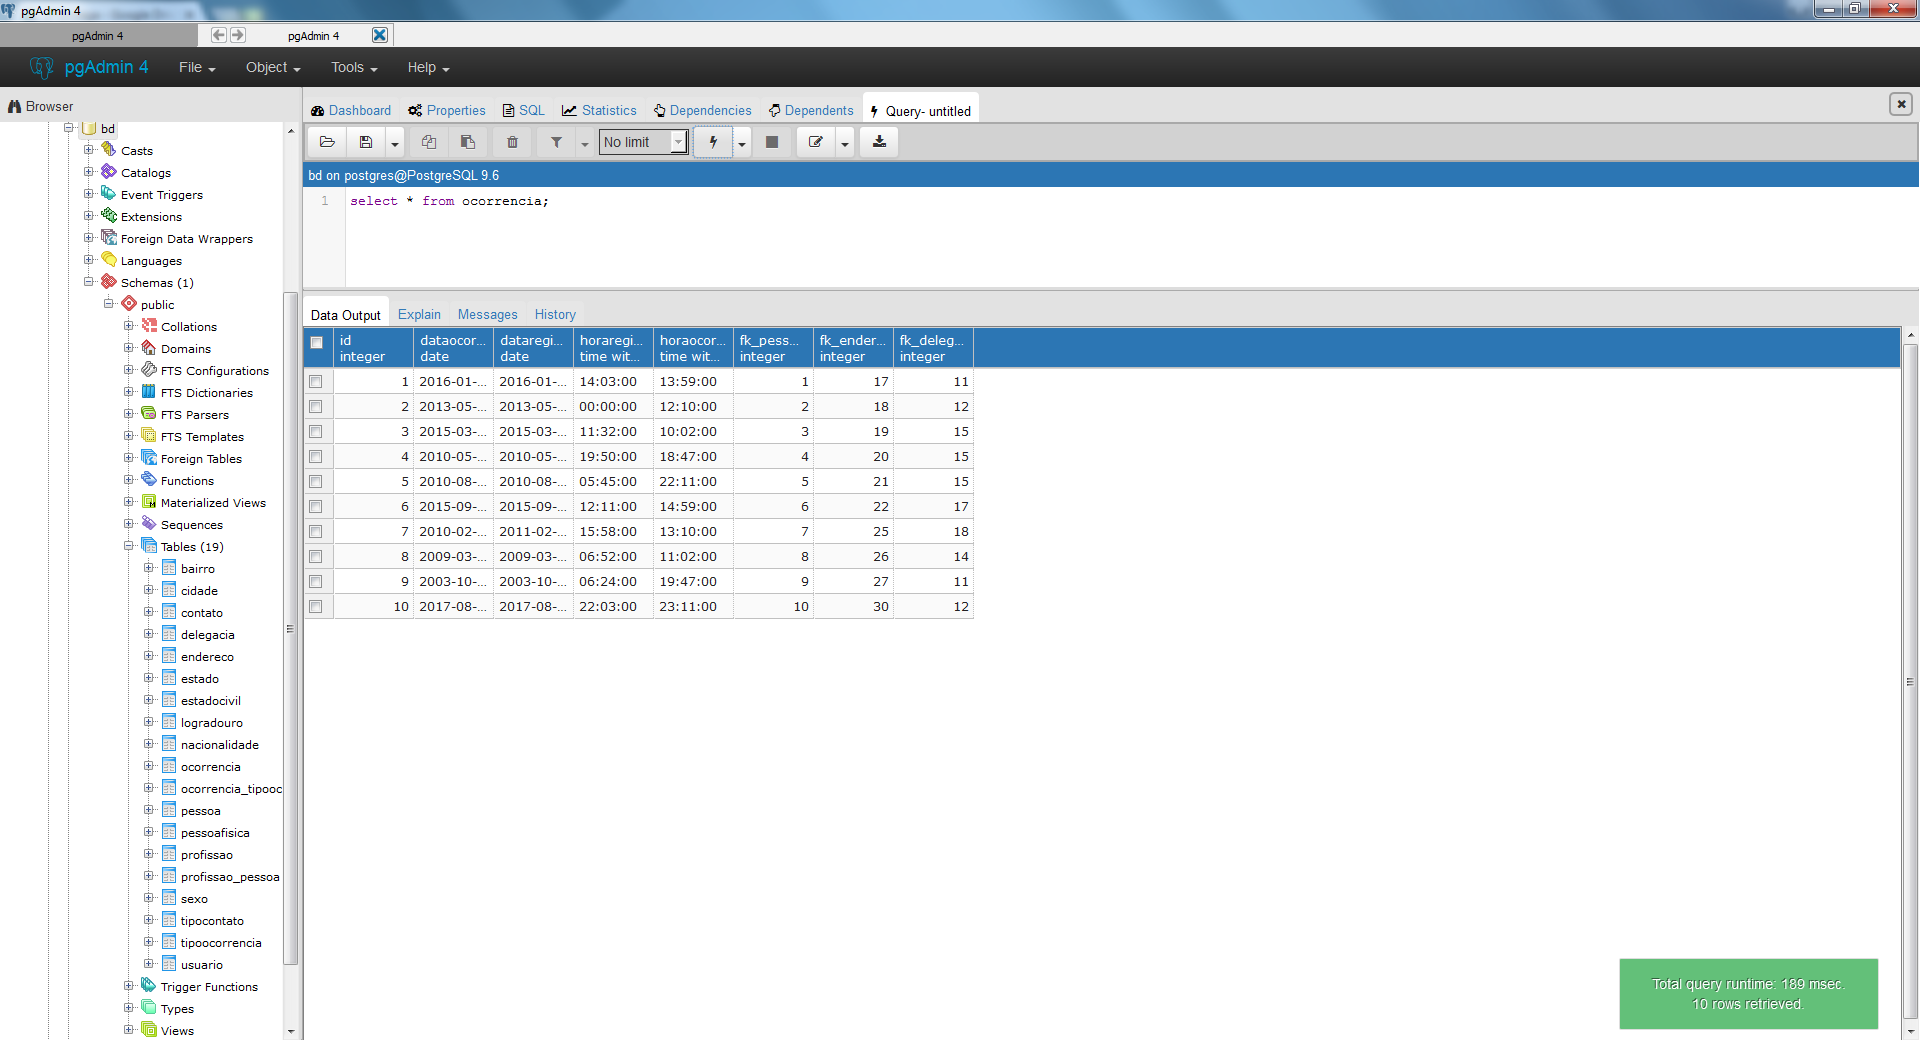 pgAdmin 4
pgAdmin 4
pgAdmin 4
pgAdmin 4
File
Object
Tools
Help
Browser
bd
Casts
Catalogs
Event Triggers
Extensions
Foreign Data Wrappers
Languages
Schemas (1)
public
Collations
Domains
FTS Configurations
FTS Dictionaries
FTS Parsers
FTS Templates
Foreign Tables
Functions
Materialized Views
Sequences
Tables (19)
bairro
cidade
contato
delegacia
endereco
estado
estadocivil
logradouro
nacionalidade
ocorrencia
ocorrencia_tipooc
pessoa
pessoafisica
profissao
profissao_pessoa
sexo
tipocontato
tipoocorrencia
usuario
Trigger Functions
Types
Views
Dashboard Properties SQL Statistics Dependencies Dependents Query- untitled
No limit
bd on postgres@PostgreSQL 9.6
1 select * from ocorrencia;
Data Output Explain Messages History
id dataocor... dataregi... horaregi... horaocor... fk_pess... fk_ender... fk_deleg...
integer date date time wit... time wit... integer integer integer
1 2016-01-... 2016-01-... 14:03:00 13:59:00 1 17 11
2 2013-05-... 2013-05-... 00:00:00 12:10:00 2 18 12
3 2015-03-... 2015-03-... 11:32:00 10:02:00 3 19 15
4 2010-05-... 2010-05-... 19:50:00 18:47:00 4 20 15
5 2010-08-... 2010-08-... 05:45:00 22:11:00 5 21 15
6 2015-09-... 2015-09-... 12:11:00 14:59:00 6 22 17
7 2010-02-... 2011-02-... 15:58:00 13:10:00 7 25 18
8 2009-03-... 2009-03-... 06:52:00 11:02:00 8 26 14
9 2003-10-... 2003-10-... 06:24:00 19:47:00 9 27 11
10 2017-08-... 2017-08-... 22:03:00 23:11:00 10 30 12
Total query runtime: 189 msec.
10 rows retrieved.